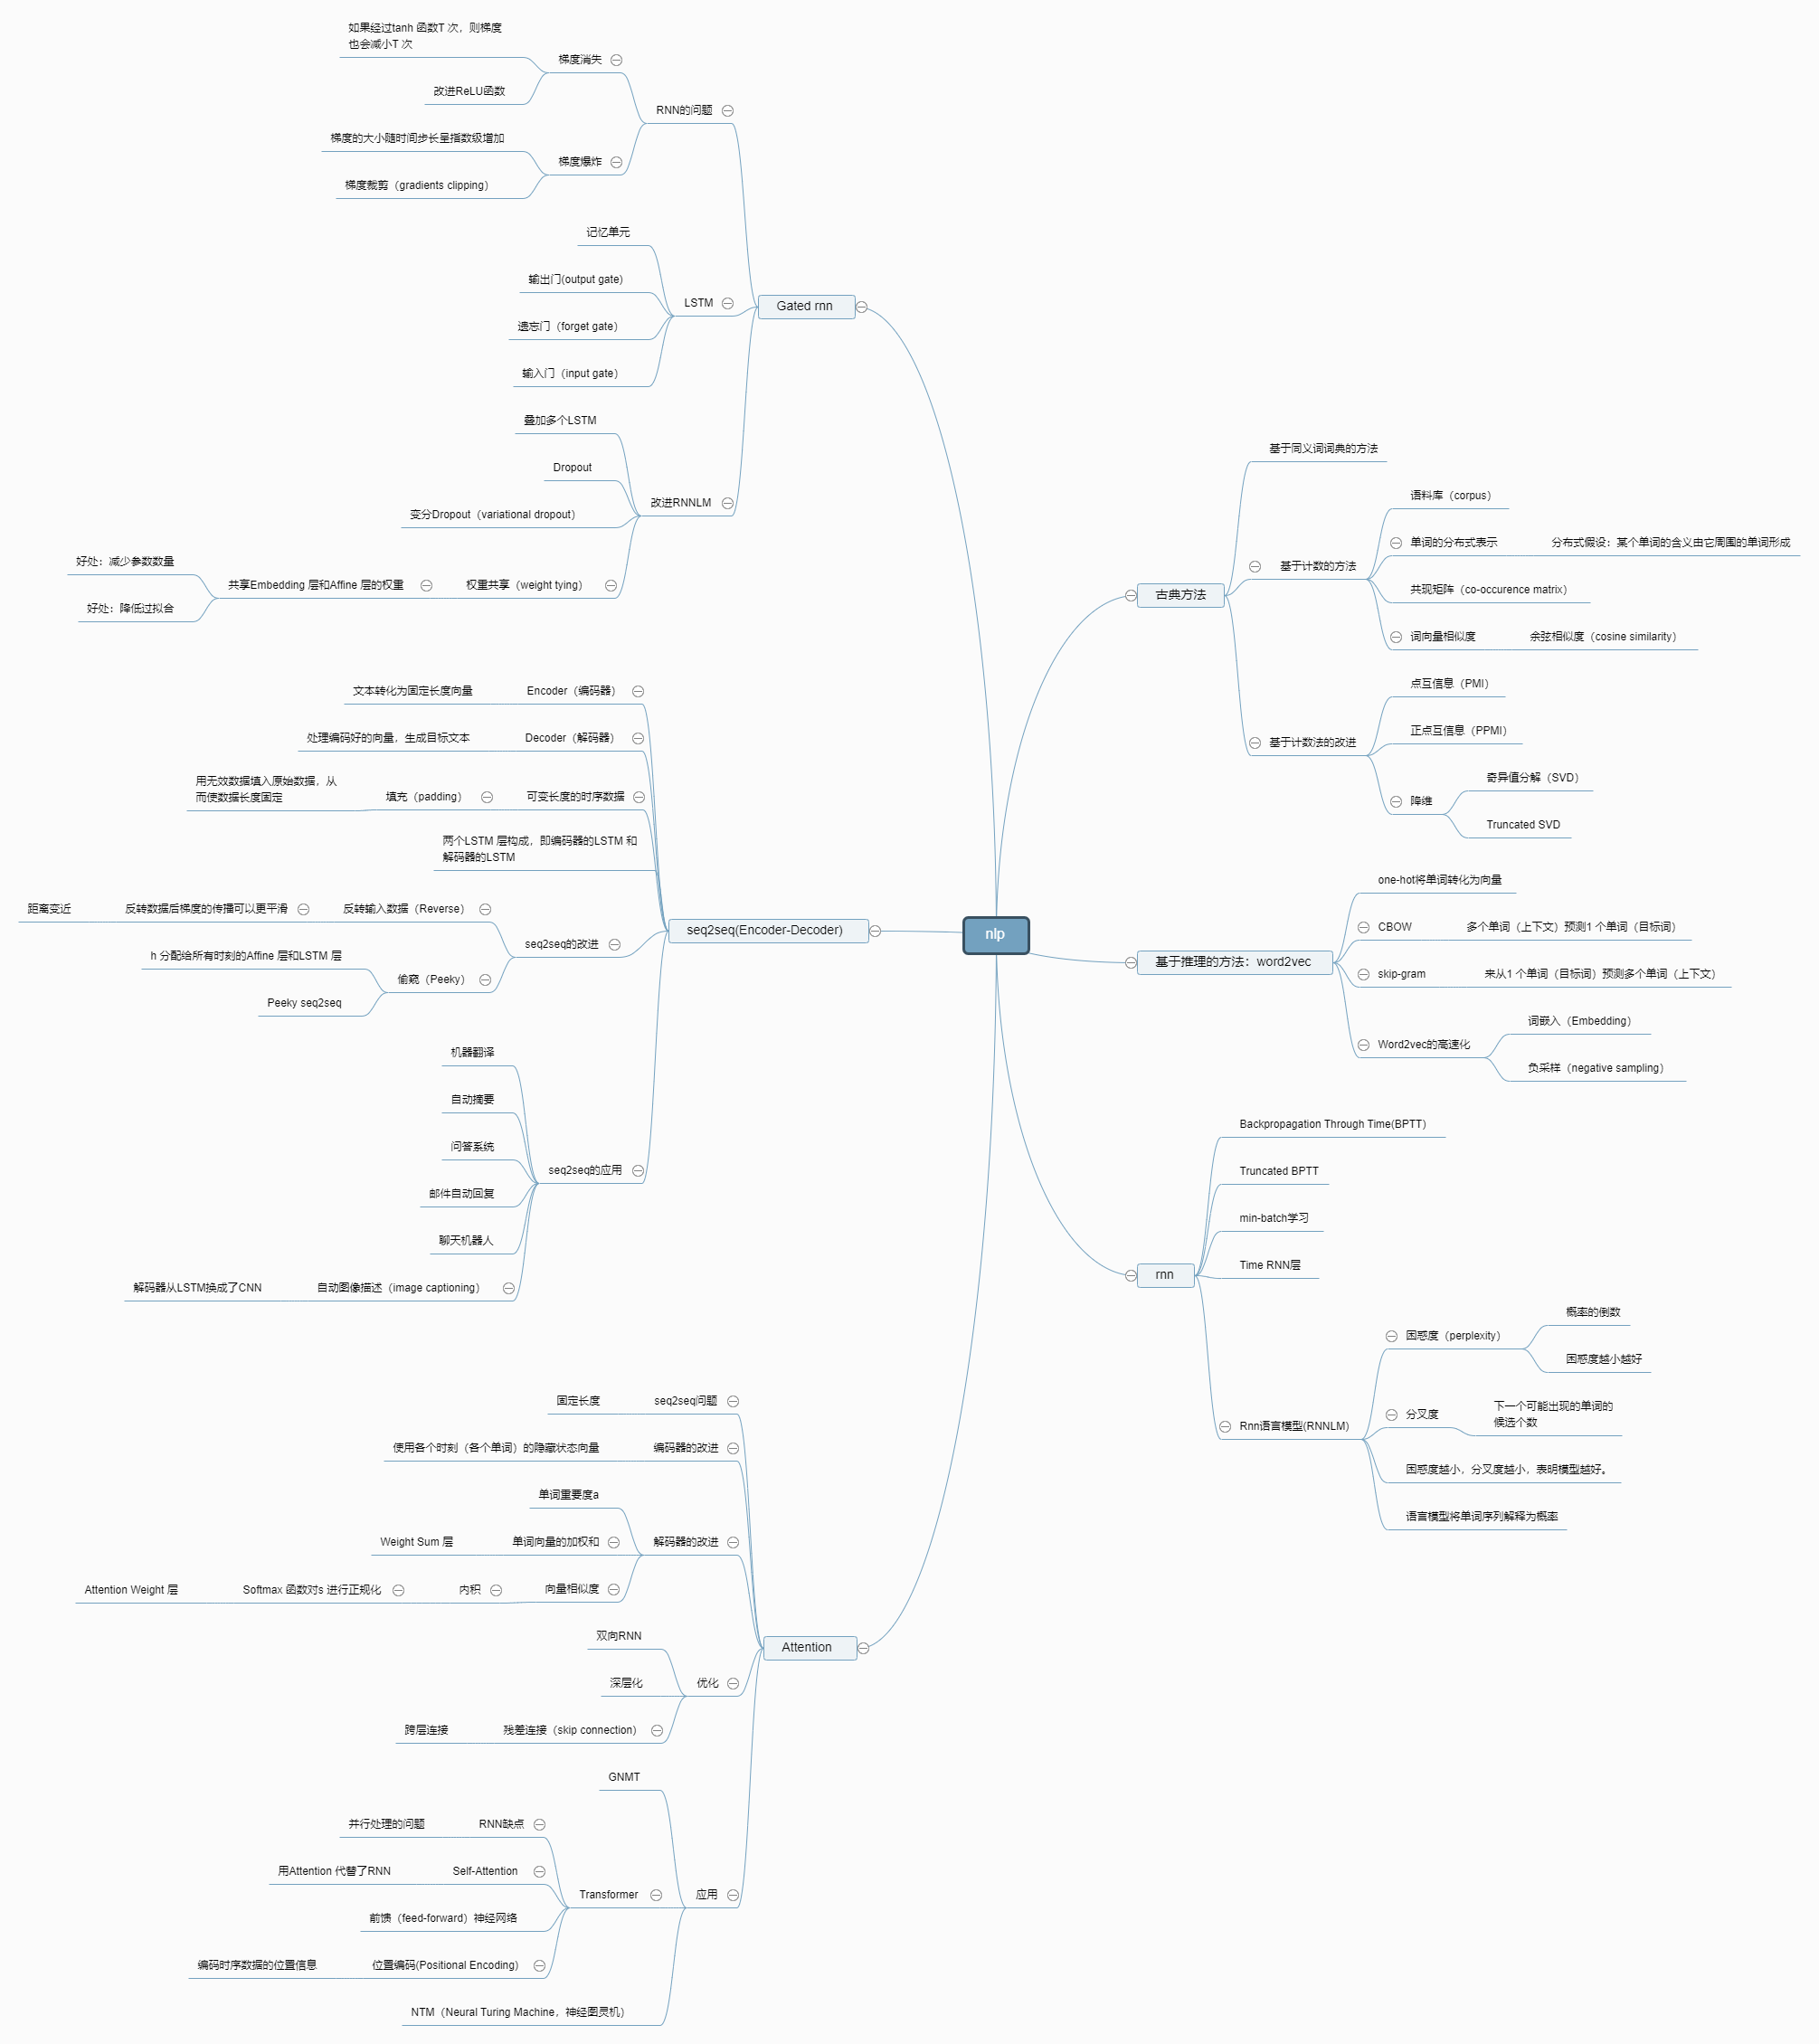 如果经过tanh 函数T 次，则梯度
也会减小T 次
梯度消失
改进ReLU函数
RNN的问题
梯度的大小随时间步长呈指数级增加
梯度爆炸
梯度裁剪（gradients clipping）
记忆单元
输出门(output gate)
LSTM
Gated rnn
遗忘门（forget gate）
输入门（input gate）
叠加多个LSTM
Dropout
改进RNNLM
变分Dropout（variational dropout）
好处：减少参数数量
共享Embedding 层和Affine 层的权重
权重共享（weight tying）
好处：降低过拟合
文本转化为固定长度向量
Encoder（编码器）
处理编码好的向量，生成目标文本
Decoder（解码器）
用无效数据填入原始数据，从
而使数据长度固定
填充（padding）
可变长度的时序数据
两个LSTM 层构成，即编码器的LSTM 和
解码器的LSTM
距离变近
反转数据后梯度的传播可以更平滑
反转输入数据（Reverse）
seq2seq(Encoder-Decoder)
seq2seq的改进
h 分配给所有时刻的Affine 层和LSTM 层
偷窥（Peeky）
Peeky seq2seq
机器翻译
自动摘要
问答系统
seq2seq的应用
邮件自动回复
聊天机器人
解码器从LSTM换成了CNN
自动图像描述（image captioning）
固定长度
seq2seq问题
使用各个时刻（各个单词）的隐藏状态向量
编码器的改进
单词重要度a
Weight Sum 层
单词向量的加权和
解码器的改进
Attention Weight 层
Softmax 函数对s 进行正规化
内积
向量相似度
双向RNN
Attention
深层化
优化
跨层连接
残差连接（skip connection）
GNMT
并行处理的问题
RNN缺点
用Attention 代替了RNN
Self-Attention
Transformer
应用
前馈（feed-forward）神经网络
编码时序数据的位置信息
位置编码(Positional Encoding)
NTM（Neural Turing Machine，神经图灵机）
nlp
基于同义词词典的方法
语料库（corpus）
单词的分布式表示
分布式假设：某个单词的含义由它周围的单词形成
基于计数的方法
古典方法
共现矩阵（co-occurence matrix）
词向量相似度
余弦相似度（cosine similarity）
点互信息（PMI）
正点互信息（PPMI）
基于计数法的改进
奇异值分解（SVD）
降维
Truncated SVD
one-hot将单词转化为向量
CBOW
多个单词（上下文）预测1 个单词（目标词）
基于推理的方法：word2vec
skip-gram
来从1 个单词（目标词）预测多个单词（上下文）
词嵌入（Embedding）
Word2vec的高速化
负采样（negative sampling）
Backpropagation Through Time(BPTT)
Truncated BPTT
min-batch学习
Time RNN层
rnn
概率的倒数
困惑度（perplexity）
困惑度越小越好
下一个可能出现的单词的
候选个数
分叉度
Rnn语言模型(RNNLM)
困惑度越小，分叉度越小，表明模型越好。
语言模型将单词序列解释为概率